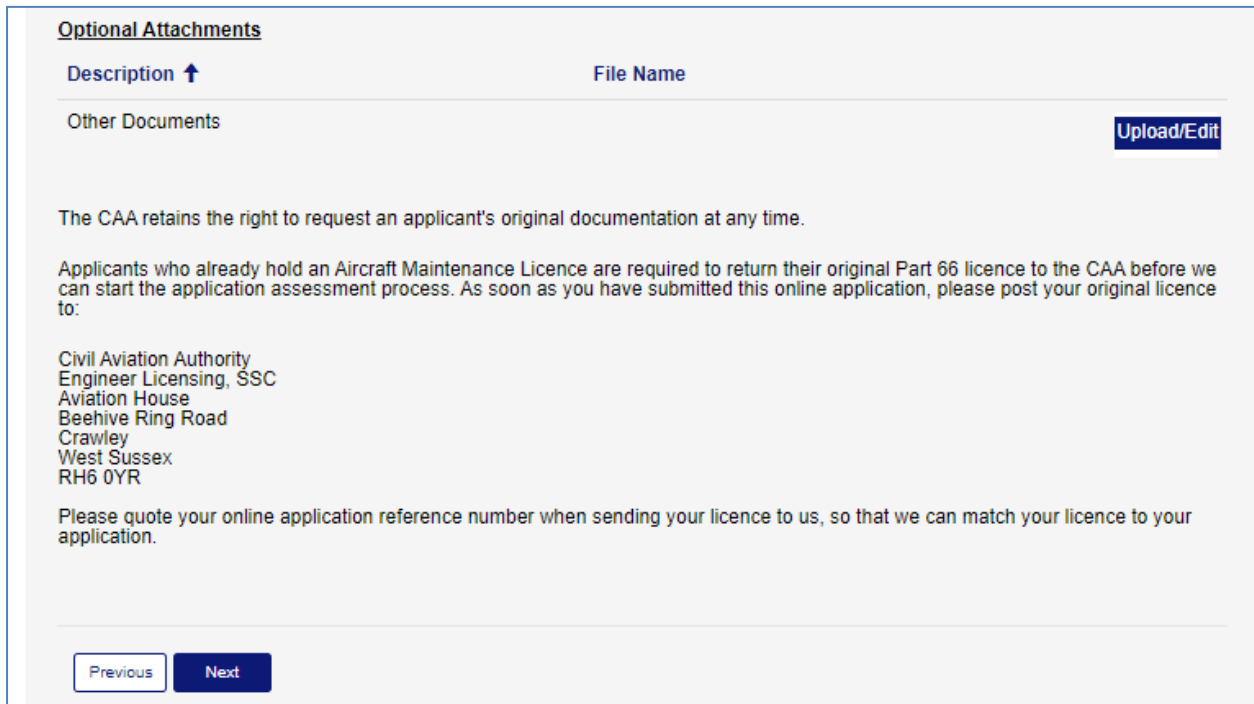 Optional Attachments
Description ↑ File Name
Other Documents
Upload/Edit
The CAA retains the right to request an applicant's original documentation at any time.
Applicants who already hold an Aircraft Maintenance Licence are required to return their original Part 66 licence to the CAA before we
can start the application assessment process. As soon as you have submitted this online application, please post your original licence
to:
Civil Aviation Authority
Engineer Licensing, SSC
Aviation House
Beehive Ring Road
Crawley
West Sussex
RH6 0YR
Please quote your online application reference number when sending your licence to us, so that we can match your licence to your
application.
Previous Next